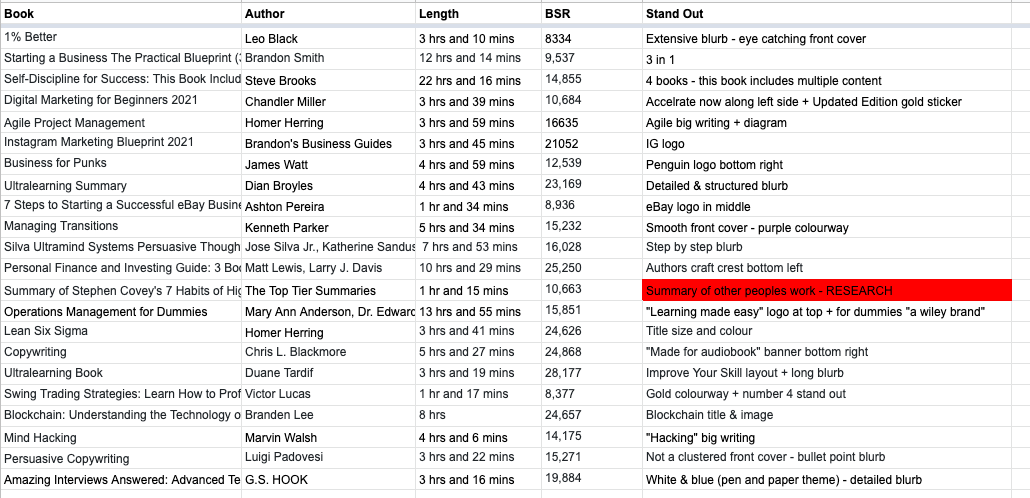 Book Author Length BSR Stand Out
1% Better Leo Black 3 hrs and 10 mins 8334 Extensive blurb - eye catching front cover
Starting a Business The Practical Blueprint (3 Brandon Smith 12 hrs and 14 mins 9,537 3 in 1
Self-Discipline for Success: This Book Includ Steve Brooks 22 hrs and 16 mins 14,855 4 books - this book includes multiple content
Digital Marketing for Beginners 2021 Chandler Miller 3 hrs and 39 mins 10,684 Accelrate now along left side + Updated Edition gold sticker
Agile Project Management Homer Herring 3 hrs and 59 mins 16635 Agile big writing + diagram
Instagram Marketing Blueprint 2021 Brandon's Business Guides 3 hrs and 45 mins 21052 IG logo
Business for Punks James Watt 4 hrs and 59 mins 12,539 Penguin logo bottom right
Ultralearning Summary Dian Broyles 4 hrs and 43 mins 23,169 Detailed & structured blurb
7 Steps to Starting a Successful eBay Busine Ashton Pereira 1 hr and 34 mins 8,936 eBay logo in middle
Managing Transitions Kenneth Parker 5 hrs and 34 mins 15,232 Smooth front cover - purple colourway
Silva Ultramind Systems Persuasive Though Jose Silva Jr., Katherine Sandus 7 hrs and 53 mins 16,028 Step by step blurb
Personal Finance and Investing Guide: 3 Boo Matt Lewis, Larry J. Davis 10 hrs and 29 mins 25,250 Authors craft crest bottom left
Summary of Stephen Covey's 7 Habits of Hig The Top Tier Summaries 1 hr and 15 mins 10,663 Summary of other peoples work - RESEARCH
Operations Management for Dummies Mary Ann Anderson, Dr. Edward 13 hrs and 55 mins 15,851 "Learning made easy" logo at top + for dummies "a wiley brand"
Lean Six Sigma Homer Herring 3 hrs and 41 mins 24,626 Title size and colour
Copywriting Chris L. Blackmore 5 hrs and 27 mins 24,868 "Made for audiobook" banner bottom right
Ultralearning Book Duane Tardif 3 hrs and 19 mins 28,177 Improve Your Skill layout + long blurb
Swing Trading Strategies: Learn How to Prof Victor Lucas 1 hr and 17 mins 8,377 Gold colourway + number 4 stand out
Blockchain: Understanding the Technology o Branden Lee 8 hrs 24,657 Blockchain title & image
Mind Hacking Marvin Walsh 4 hrs and 6 mins 14,175 "Hacking" big writing
Persuasive Copywriting Luigi Padovesi 3 hrs and 22 mins 15,271 Not a clustered front cover - bullet point blurb
Amazing Interviews Answered: Advanced Te G.S. HOOK 3 hrs and 16 mins 19,884 White & blue (pen and paper theme) - detailed blurb